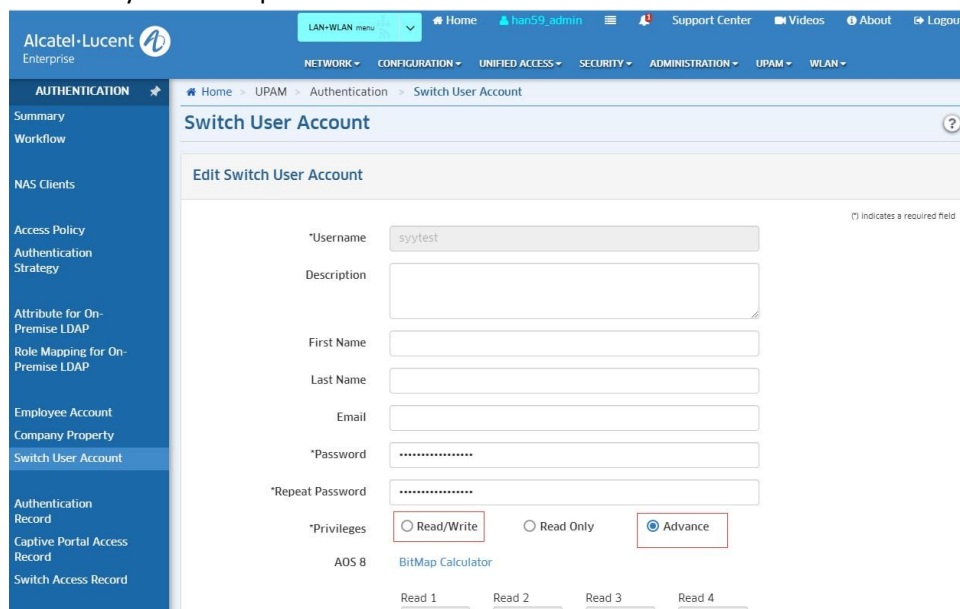 Alcatel·Lucent
Enterprise
LAN+WLAN menu
Home
han59_admin
Support Center
Videos
About
Logou
NETWORK
CONFIGURATION
UNIFIED ACCESS
SECURITY
ADMINISTRATION
UPAM
WLAN
AUTHENTICATION
Summary
Workflow
NAS Clients
Access Policy
Authentication
Strategy
Attribute for On-
Premise LDAP
Role Mapping for On-
Premise LDAP
Employee Account
Company Property
Switch User Account
Authentication
Record
Captive Portal Access
Record
Switch Access Record
Home > UPAM > Authentication > Switch User Account
Switch User Account
?
Edit Switch User Account
(*) indicates a required field
*Username syytest
Description
First Name
Last Name
Email
*Password •••••••••••••••••
*Repeat Password •••••••••••••••••
*Privileges Read/Write Read Only Advance
AOS 8 BitMap Calculator
Read 1 Read 2 Read 3 Read 4